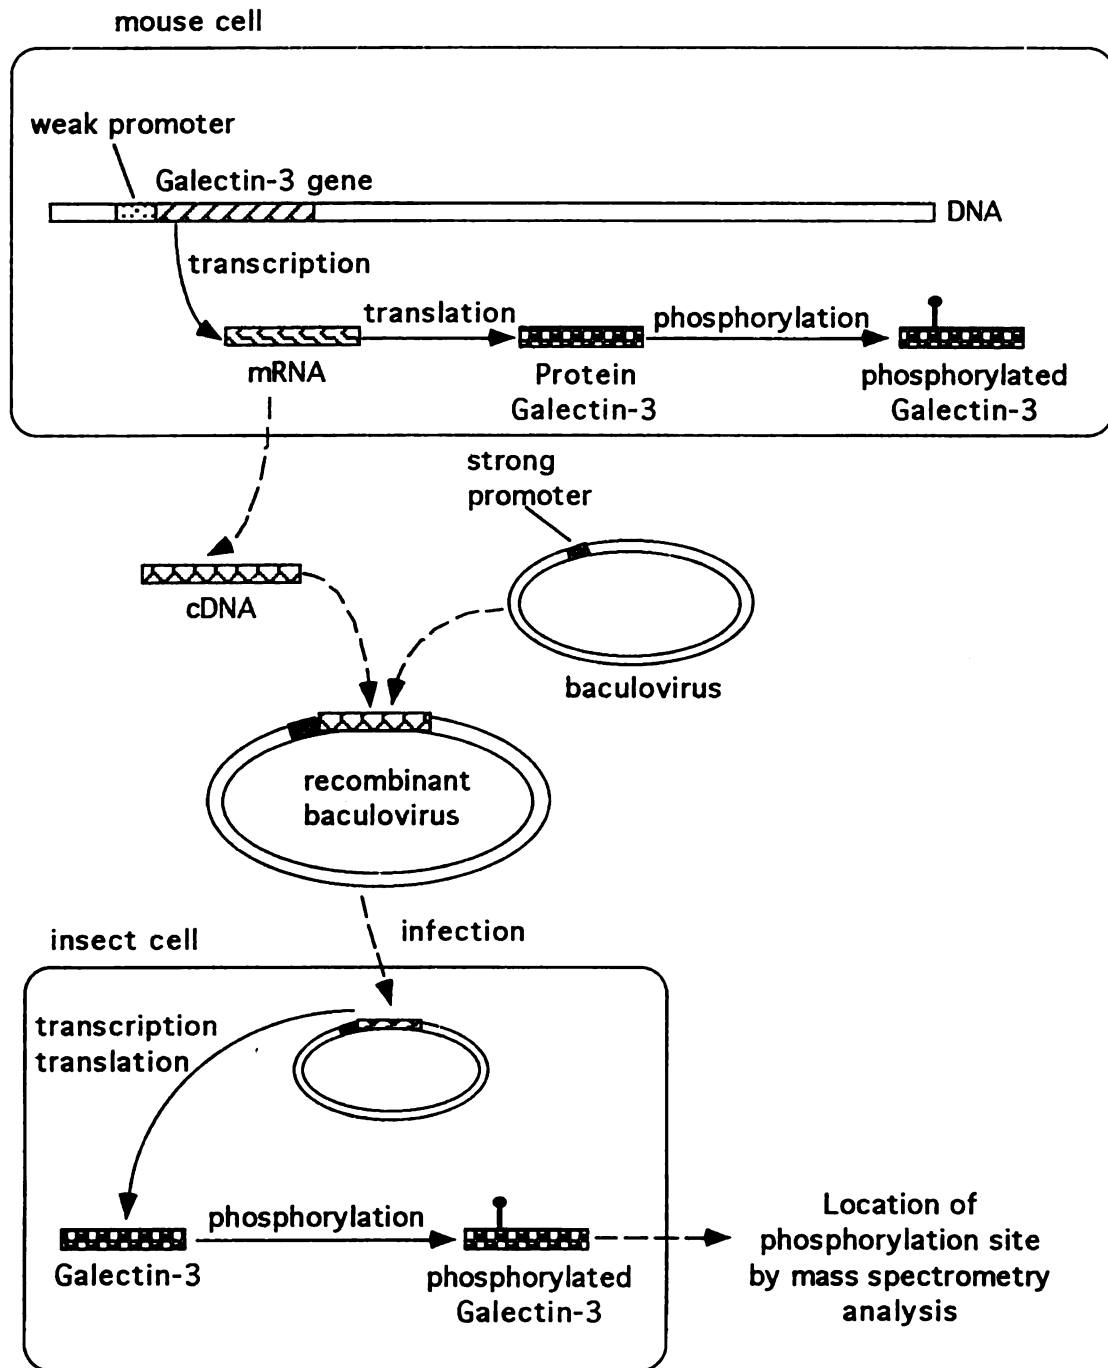 mouse cell
weak promoter
Galectin-3 gene
DNA
transcription
translation
phosphorylation
mRNA
Protein
Galectin-3
phosphorylated
Galectin-3
strong
promoter
cDNA
baculovirus
recombinant
baculovirus
infection
insect cell
transcription
translation
phosphorylation
Galectin-3
phosphorylated
Galectin-3
Location of
phosphorylation site
by mass spectrometry
analysis